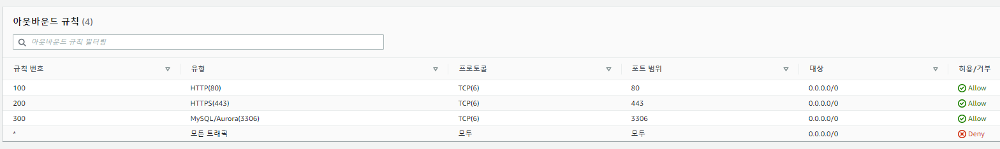 아웃바운드 규칙 (4)
아웃바운드 규칙 필터링
규칙 번호 유형 프로토콜 포트 범위 대상 허용/거부
100 HTTP(80) TCP(6) 80 0.0.0.0/0 Allow
200 HTTPS(443) TCP(6) 443 0.0.0.0/0 Allow
300 MySQL/Aurora(3306) TCP(6) 3306 0.0.0.0/0 Allow
* 모든 트래픽 모두 모두 0.0.0.0/0 Deny